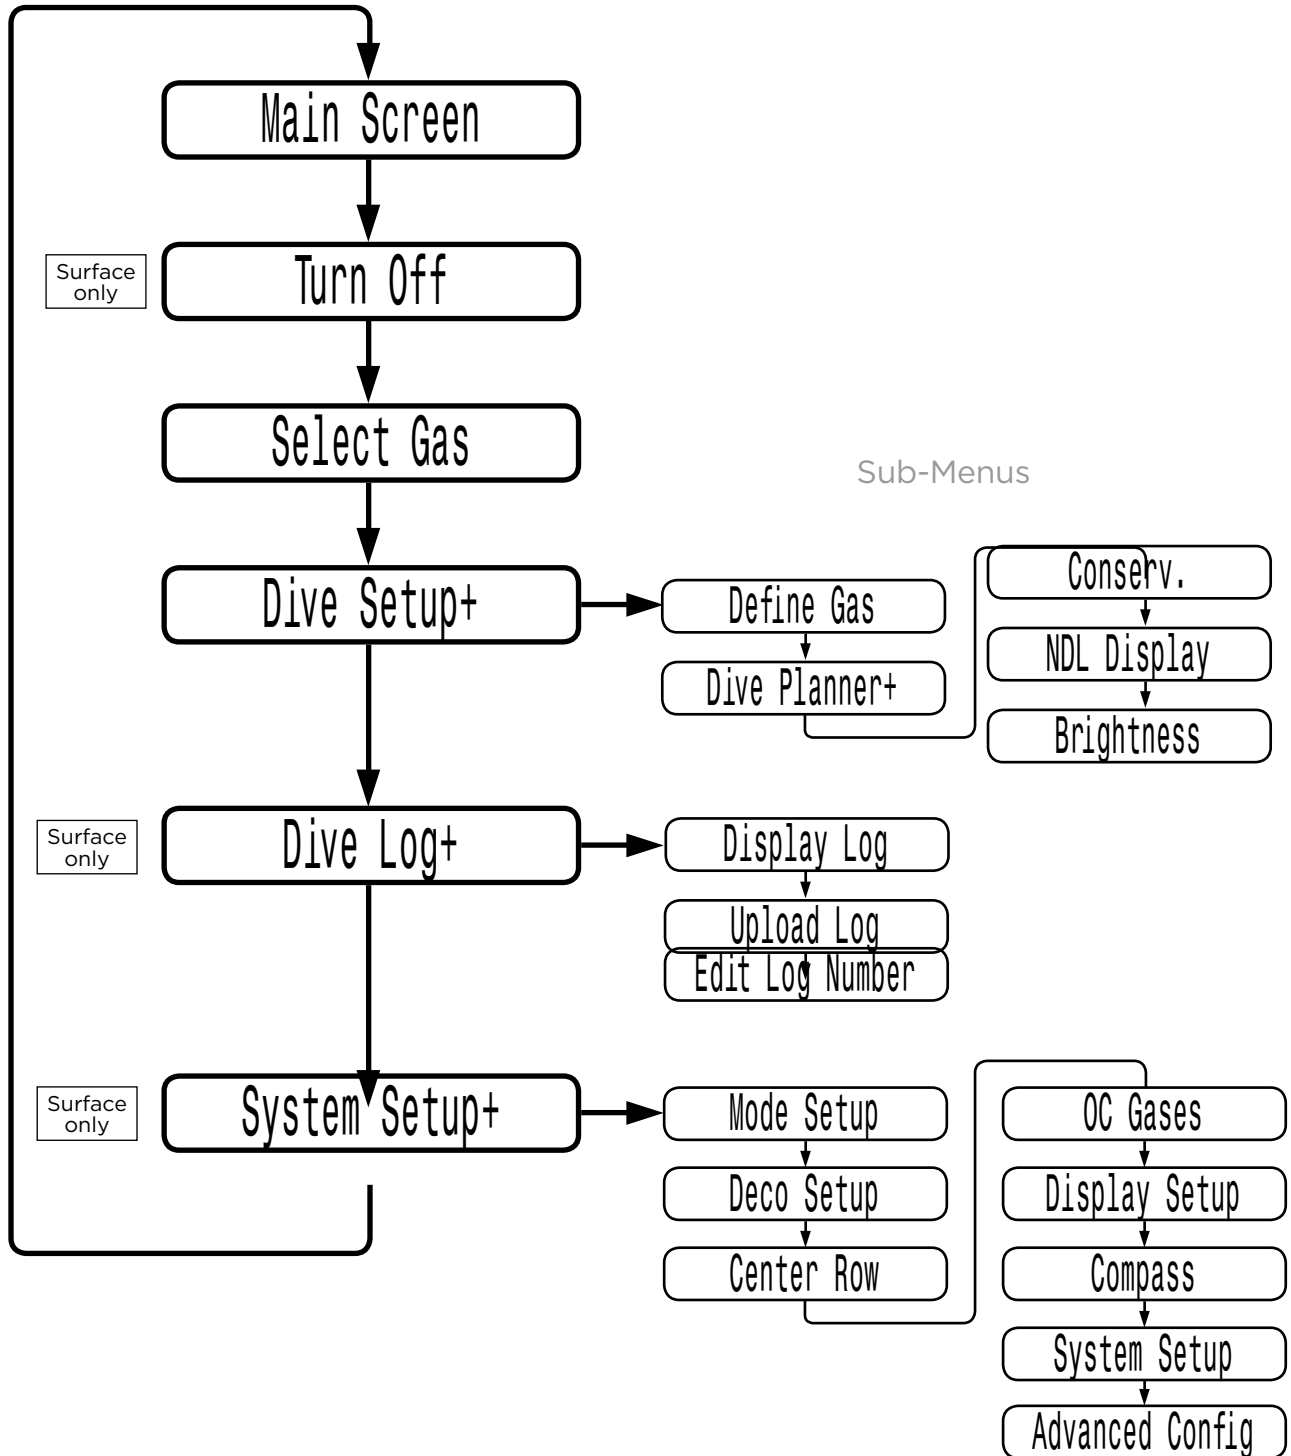 Main Screen
Surface
only
Turn Off
Select Gas
Sub-Menus
Dive Setup+
Define Gas
Dive Planner+
Conserv.
NDL Display
Brightness
Surface
only
Dive Log+
Display Log
Upload Log
Edit Log Number
Surface
only
System Setup+
Mode Setup
Deco Setup
Center Row
OC Gases
Display Setup
Compass
System Setup
Advanced Config